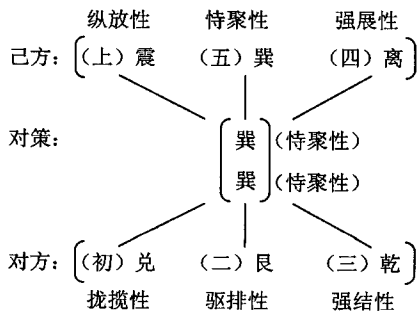 纵放性 恃聚性 强展性
己方：（上）震 （五）巽 （四）离
对策： 巽（恃聚性）
巽（恃聚性）
对方：（初）兑 （二）艮 （三）乾
拢揽性 驱排性 强结性